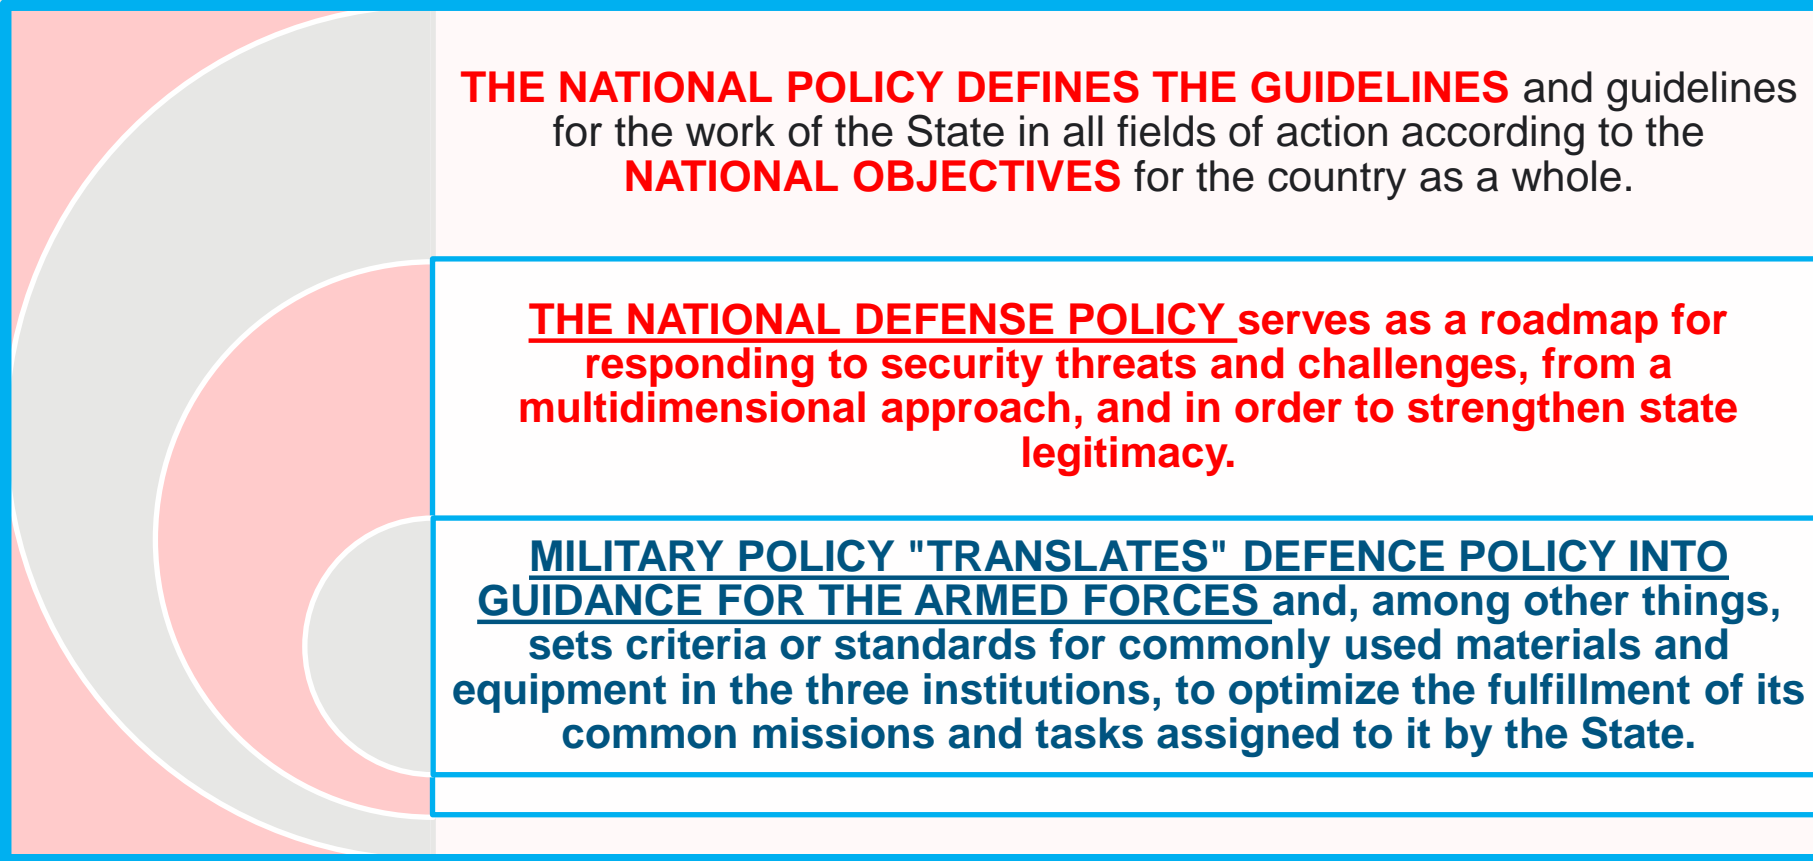 THE NATIONAL POLICY DEFINES THE GUIDELINES and guidelines
for the work of the State in all fields of action according to the
NATIONAL OBJECTIVES for the country as a whole.
THE NATIONAL DEFENSE POLICY serves as a roadmap for
responding to security threats and challenges, from a
multidimensional approach, and in order to strengthen state
legitimacy.
MILITARY POLICY "TRANSLATES" DEFENCE POLICY INTO
GUIDANCE FOR THE ARMED FORCES and, among other things,
sets criteria or standards for commonly used materials and
equipment in the three institutions, to optimize the fulfillment of its
common missions and tasks assigned to it by the State.